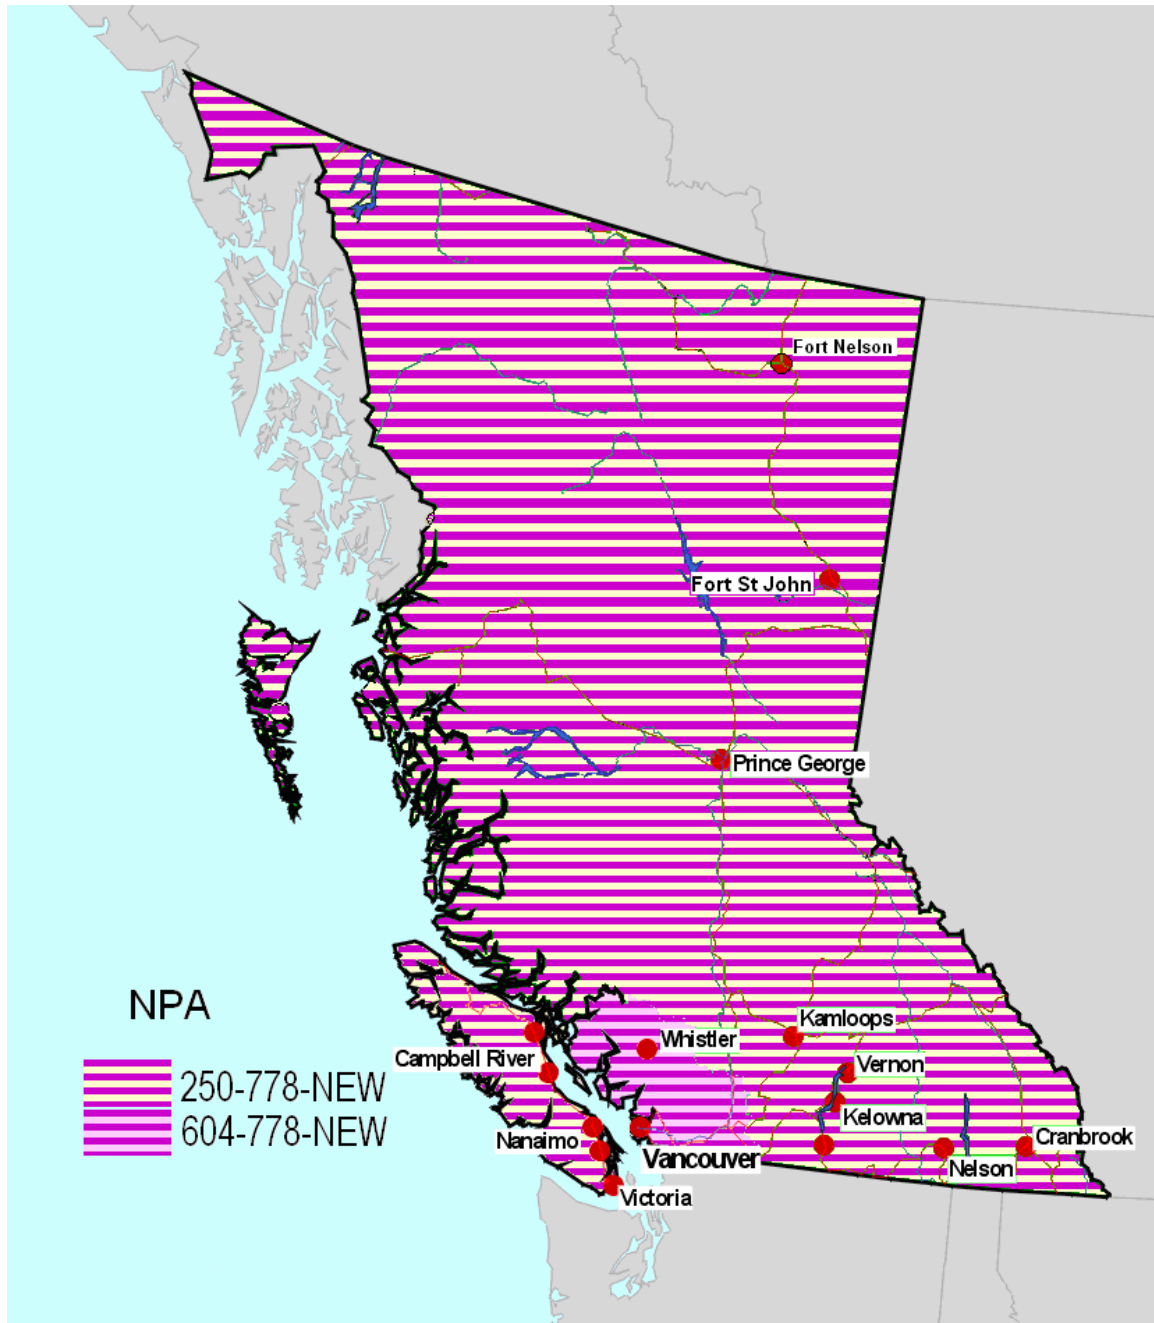 Fort Nelson
Fort St John
Prince George
NPA
250-778-NEW
604-778-NEW
Kamloops
Whistler
Campbell River
Vernon
Kelowna
Nanaimo
Vancouver
Cranbrook
Nelson
Victoria